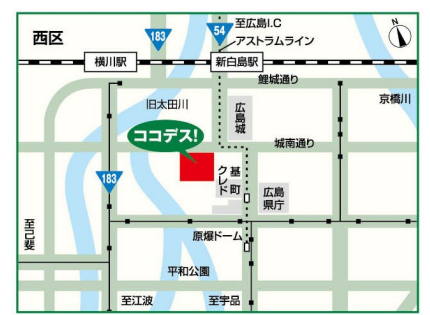 西区
183
54
至広島I.C
アストラムライン
N
横川駅
新白島駅
鯉城通り
旧太田川
広島城
京橋川
ココデス!
城南通り
183
基町
クレド
広島
県庁
至己斐
原爆ドーム
平和公園
至江波
至宇品